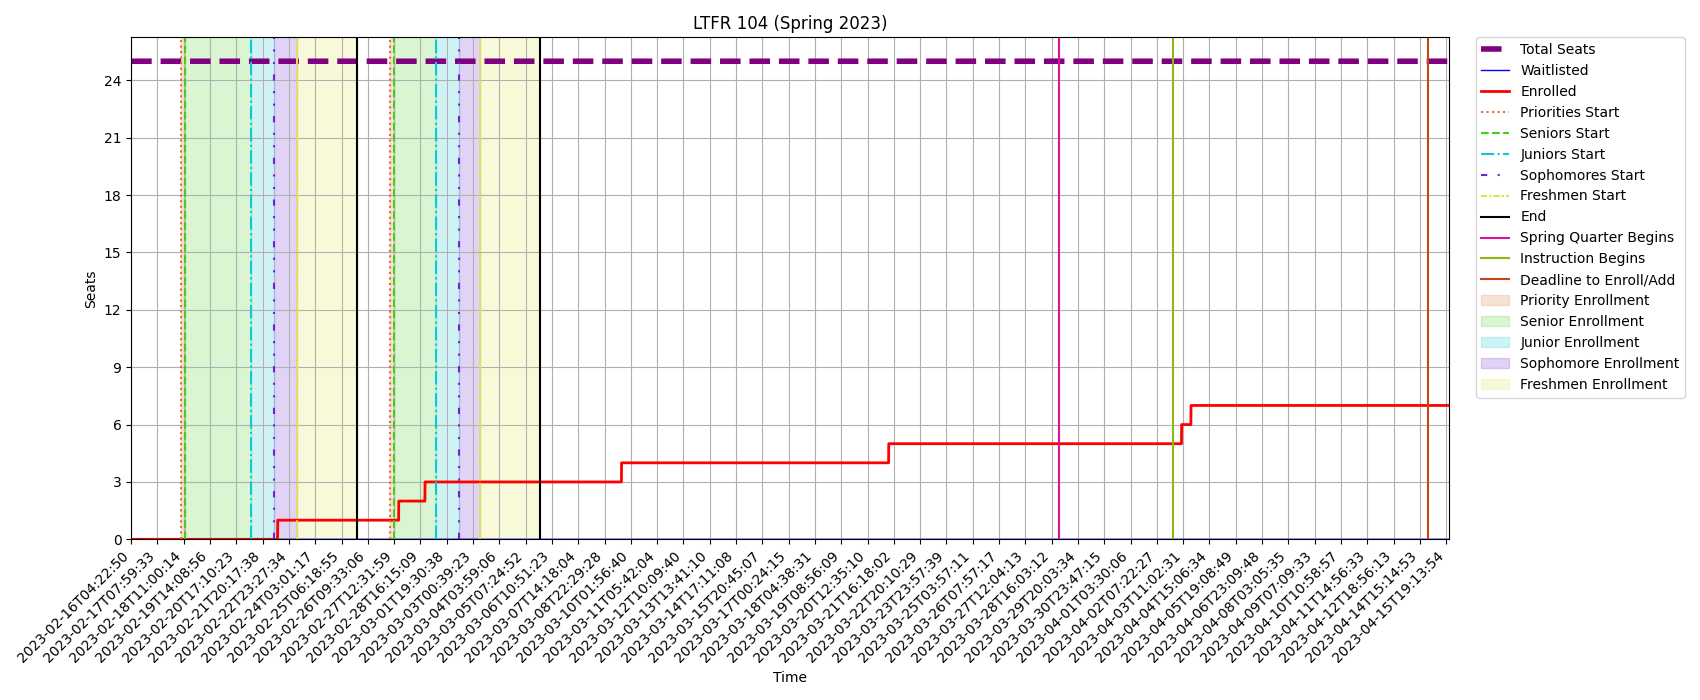 LTFR 104 (Spring 2023)
Seats
24
21
18
15
12
9
6
3
0
2023-02-16T04:22:50
2023-02-17T07:59:33
2023-02-18T11:00:14
2023-02-19T14:08:56
2023-02-20T17:10:23
2023-02-21T20:17:38
2023-02-22T23:27:34
2023-02-24T03:01:17
2023-02-25T06:18:55
2023-02-26T09:33:06
2023-02-27T12:31:59
2023-02-28T16:15:09
2023-03-01T19:30:38
2023-03-03T00:39:23
2023-03-04T03:59:06
2023-03-05T07:24:52
2023-03-06T10:51:23
2023-03-07T14:18:04
2023-03-08T22:29:28
2023-03-10T01:56:40
2023-03-11T05:42:04
2023-03-12T10:09:40
2023-03-13T13:41:10
2023-03-14T17:11:08
2023-03-15T20:45:07
2023-03-17T00:24:15
2023-03-18T04:38:31
2023-03-19T08:56:09
2023-03-20T12:35:10
2023-03-21T16:18:02
2023-03-22T20:10:29
2023-03-23T23:57:39
2023-03-25T03:57:11
2023-03-26T07:57:17
2023-03-27T12:04:13
2023-03-28T16:03:12
2023-03-29T20:03:34
2023-03-30T23:47:15
2023-04-01T03:30:06
2023-04-02T07:22:27
2023-04-03T11:02:31
2023-04-04T15:06:34
2023-04-05T19:08:49
2023-04-06T23:09:48
2023-04-08T03:05:35
2023-04-09T07:09:33
2023-04-10T10:58:57
2023-04-11T14:56:33
2023-04-12T18:56:13
2023-04-14T15:14:53
2023-04-15T19:13:54
Time
Total Seats
Waitlisted
Enrolled
Priorities Start
Seniors Start
Juniors Start
Sophomores Start
Freshmen Start
End
Spring Quarter Begins
Instruction Begins
Deadline to Enroll/Add
Priority Enrollment
Senior Enrollment
Junior Enrollment
Sophomore Enrollment
Freshmen Enrollment